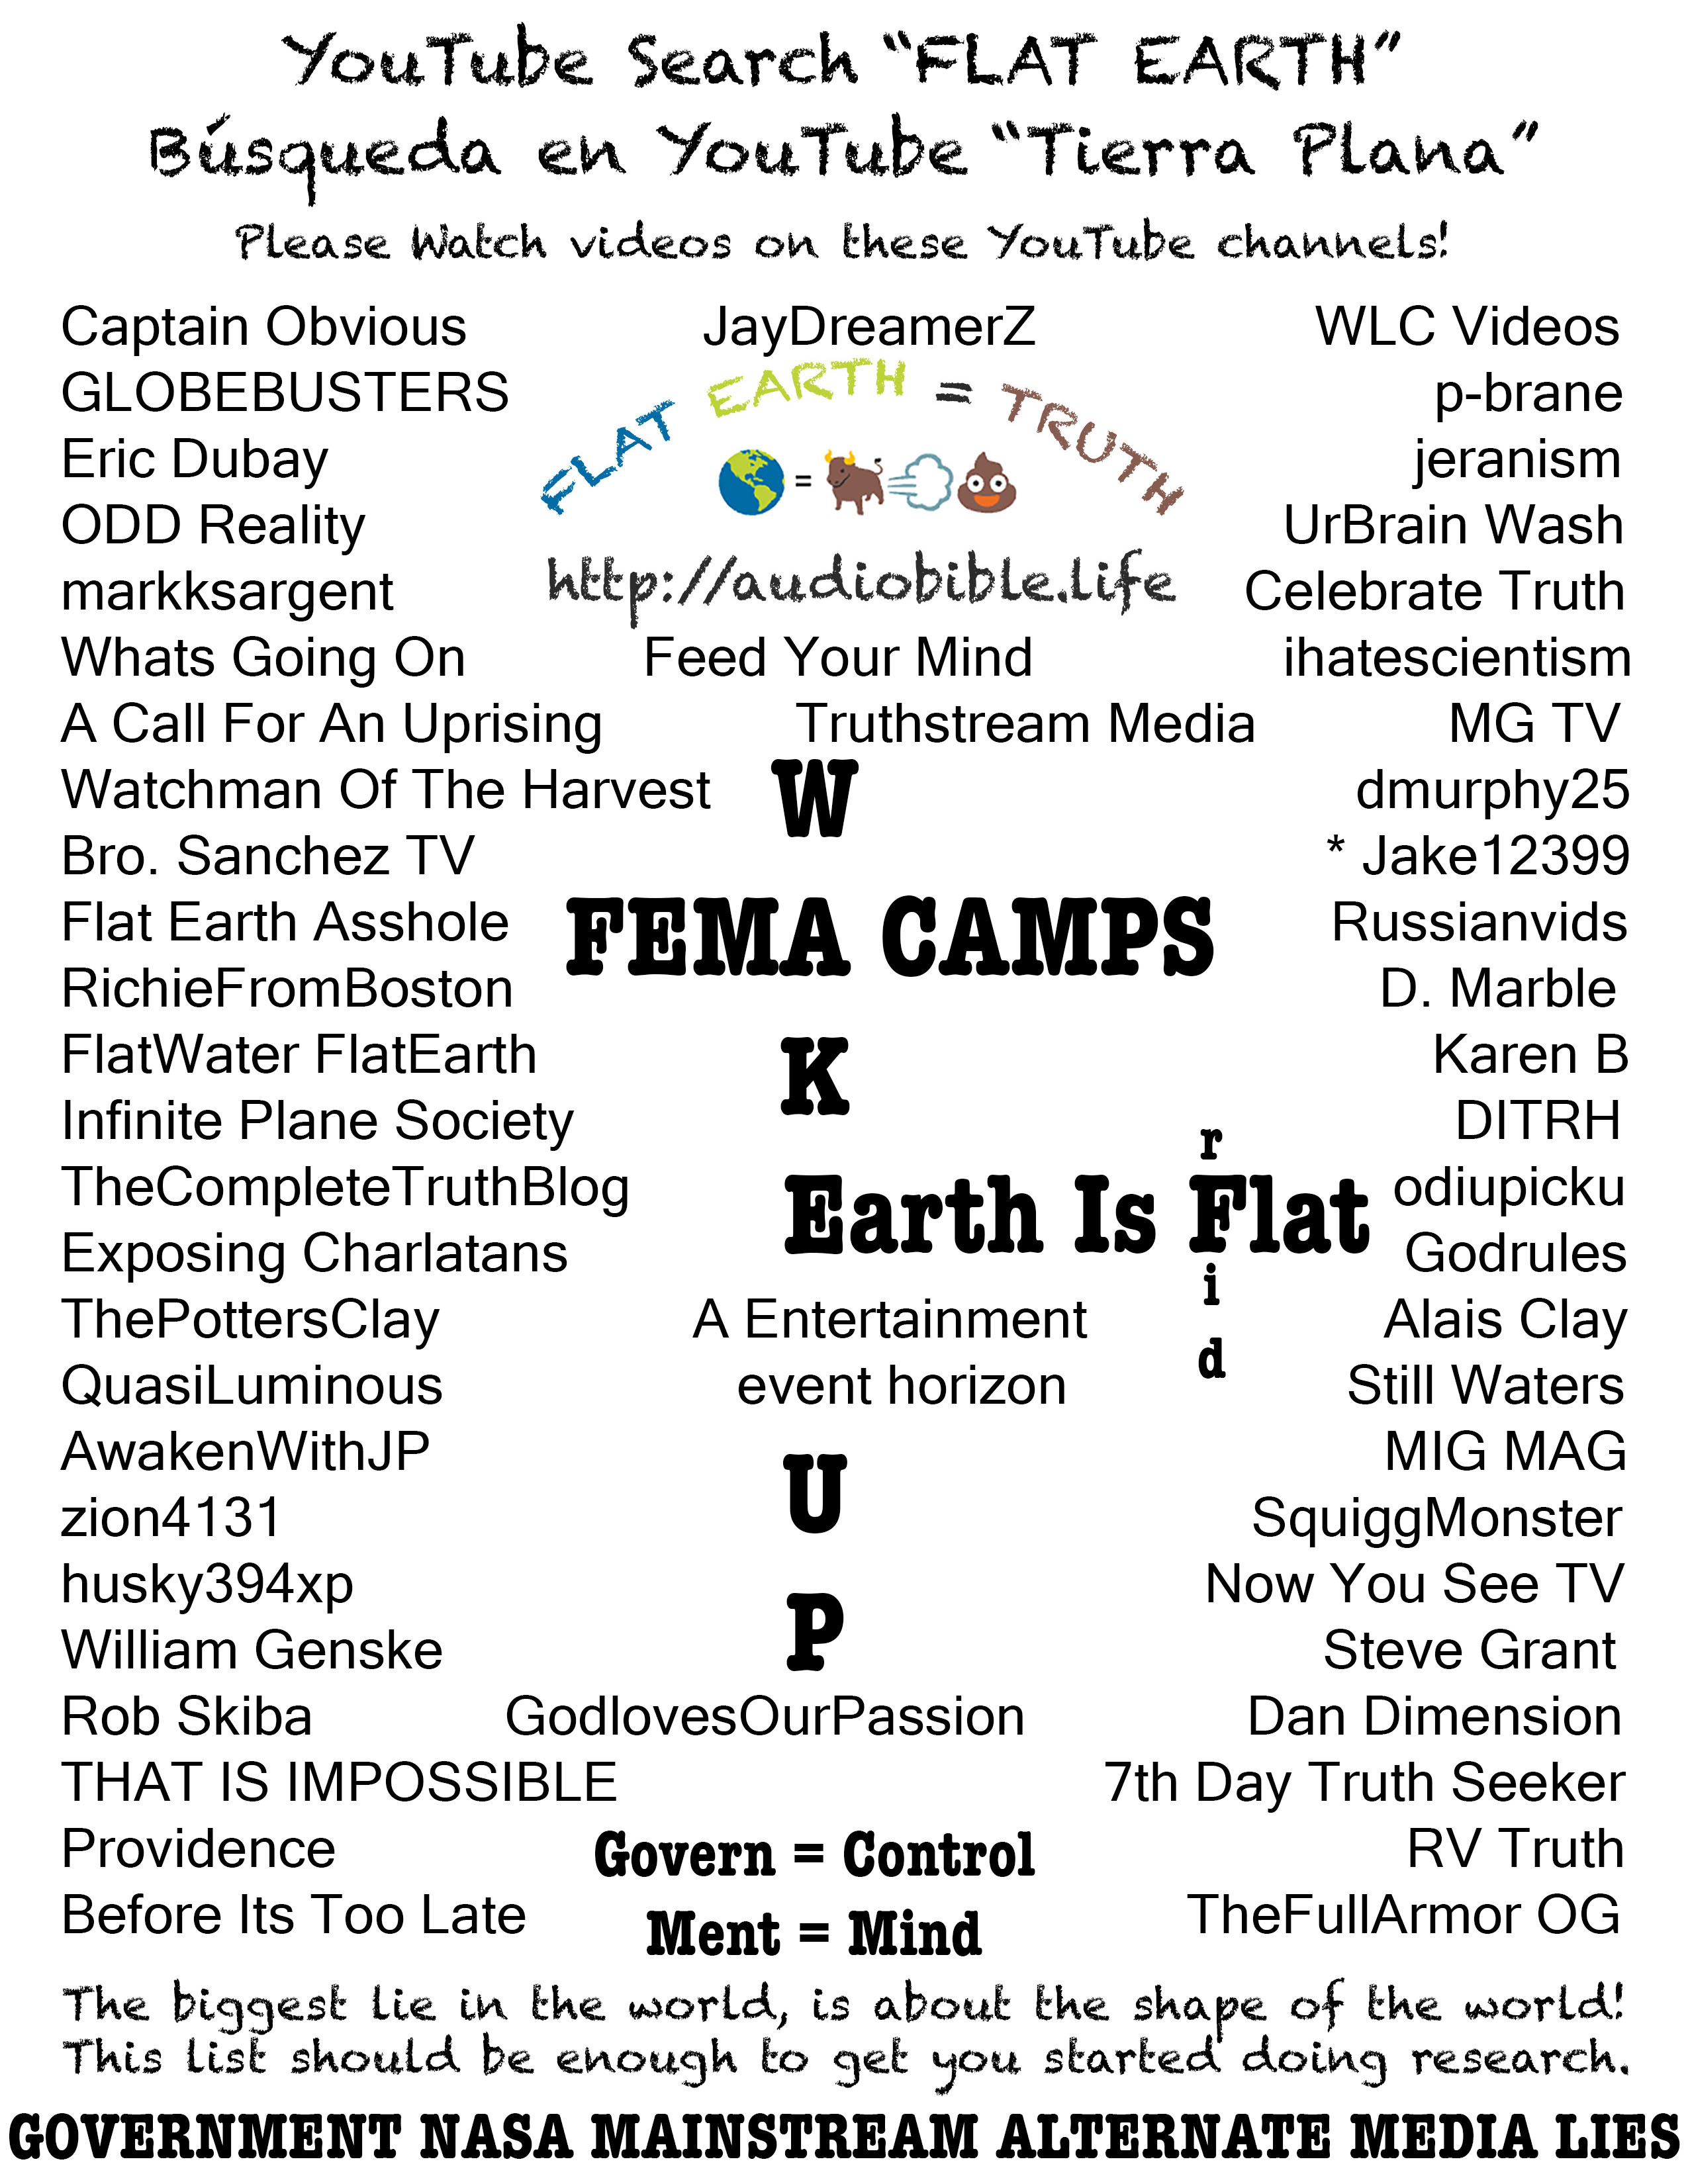 YouTube Search “FLAT EARTH”
Búsqueda en YouTube “Tierra Plana”
Please Watch videos on these YouTube channels!
Captain Obvious JayDreamerZ WLC Videos
GLOBEBUSTERS FLAT EARTH = TRUTH p-brane
Eric Dubay = jeranism
ODD Reality UrBrain Wash
markksargent http://audiobible.life Celebrate Truth
Whats Going On Feed Your Mind ihatescientism
A Call For An Uprising Truthstream Media MG TV
Watchman Of The Harvest W dmurphy25
Bro. Sanchez TV * Jake12399
Flat Earth Asshole FEMA CAMPS Russianvids
RichieFromBoston D. Marble
FlatWater FlatEarth K Karen B
Infinite Plane Society r DITRH
TheCompleteTruthBlog Earth Is Flat odiupicku
Exposing Charlatans i Godrules
ThePottersClay A Entertainment d Alais Clay
QuasiLuminous event horizon Still Waters
AwakenWithJP MIG MAG
zion4131 U SquiggMonster
husky394xp Now You See TV
William Genske P Steve Grant
Rob Skiba GodlovesOurPassion Dan Dimension
THAT IS IMPOSSIBLE 7th Day Truth Seeker
Providence Govern = Control RV Truth
Before Its Too Late Ment = Mind TheFullArmor OG
The biggest lie in the world, is about the shape of the world!
This list should be enough to get you started doing research.
GOVERNMENT NASA MAINSTREAM ALTERNATE MEDIA LIES